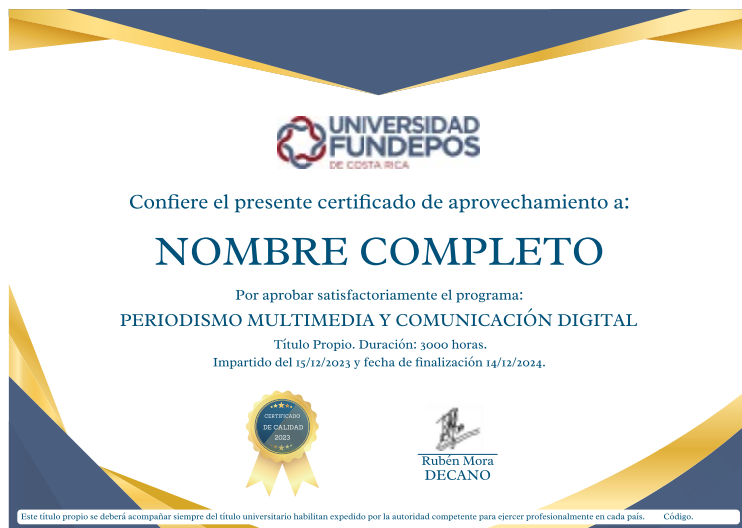 UNIVERSIDAD
FUNDEPOS
DE COSTA RICA
Confiere el presente certificado de aprovechamiento a:
NOMBRE COMPLETO
Por aprobar satisfactoriamente el programa:
PERIODISMO MULTIMEDIA Y COMUNICACIÓN DIGITAL
Título Propio. Duración: 3000 horas.
Impartido del 15/12/2023 y fecha de finalización 14/12/2024.
CERTIFICADO
DE CALIDAD
2023
Rubén Mora
DECANO
Este título propio se deberá acompañar siempre del título universitario habilitan expedido por la autoridad competente para ejercer profesionalmente en cada país. Código.